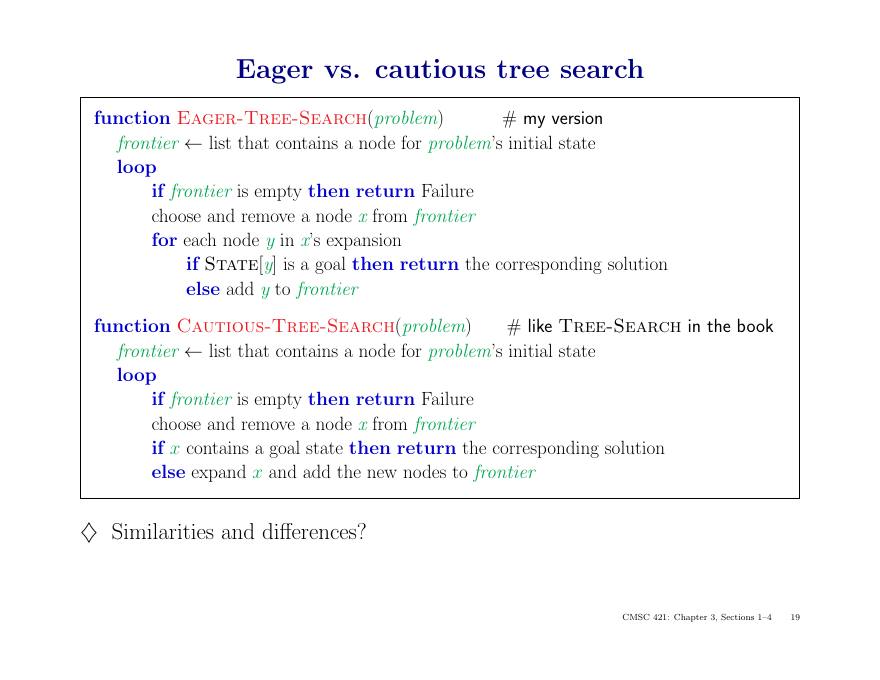 Eager vs. cautious tree search
function Eager-Tree-Search(problem) # my version
frontier ← list that contains a node for problem's initial state
loop
if frontier is empty then return Failure
choose and remove a node x from frontier
for each node y in x's expansion
if State[y] is a goal then return the corresponding solution
else add y to frontier
function Cautious-Tree-Search(problem) # like Tree-Search in the book
frontier ← list that contains a node for problem's initial state
loop
if frontier is empty then return Failure
choose and remove a node x from frontier
if x contains a goal state then return the corresponding solution
else expand x and add the new nodes to frontier
♢ Similarities and differences?
CMSC 421: Chapter 3, Sections 1–4 19